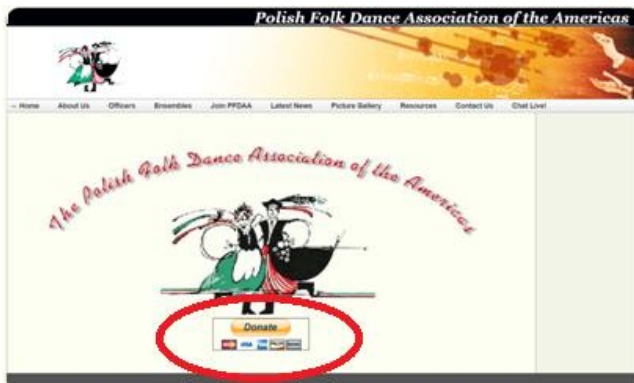 Polish Folk Dance Association of the Americas
Home About Us Officers Ensembles Join PFDAA Latest News Picture Gallery Resources Contact Us Chat Live!
The Polish Folk Dance Association of the Americas
Donate
VISA